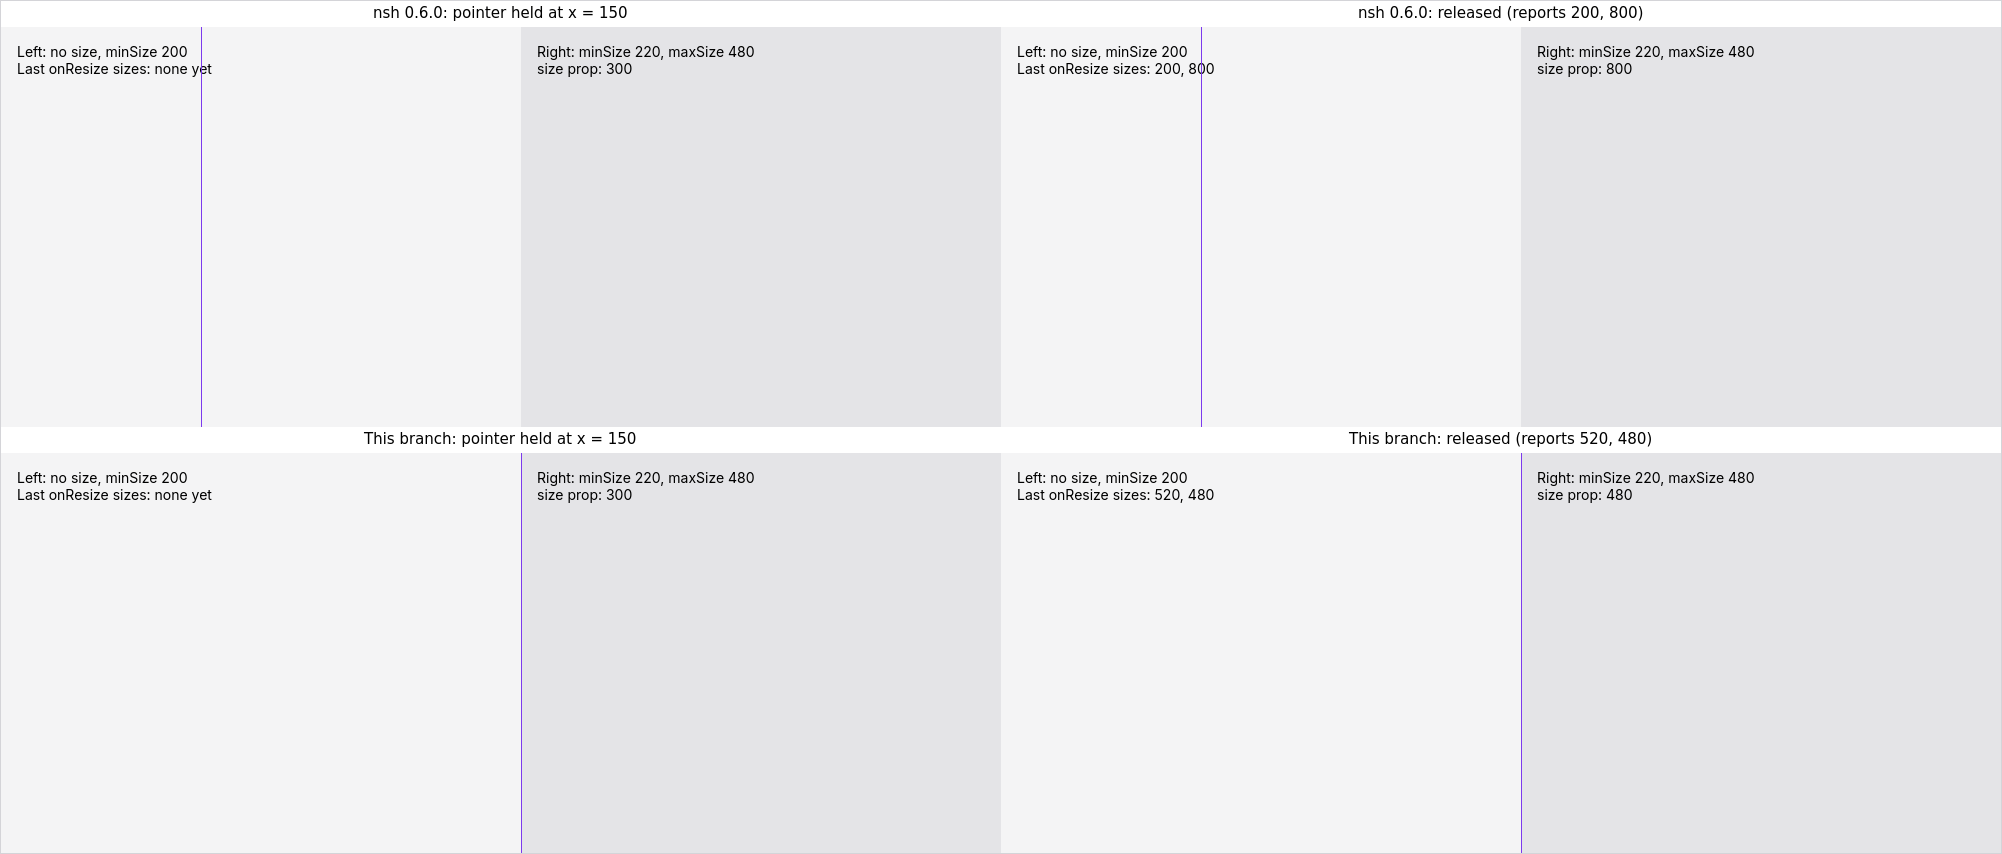 nsh 0.6.0: pointer held at x = 150
nsh 0.6.0: released (reports 200, 800)
Left: no size, minSize 200
Last onResize sizes: none yet
Right: minSize 220, maxSize 480
size prop: 300
Left: no size, minSize 200
Last onResize sizes: 200, 800
Right: minSize 220, maxSize 480
size prop: 800
This branch: pointer held at x = 150
This branch: released (reports 520, 480)
Left: no size, minSize 200
Last onResize sizes: none yet
Right: minSize 220, maxSize 480
size prop: 300
Left: no size, minSize 200
Last onResize sizes: 520, 480
Right: minSize 220, maxSize 480
size prop: 480